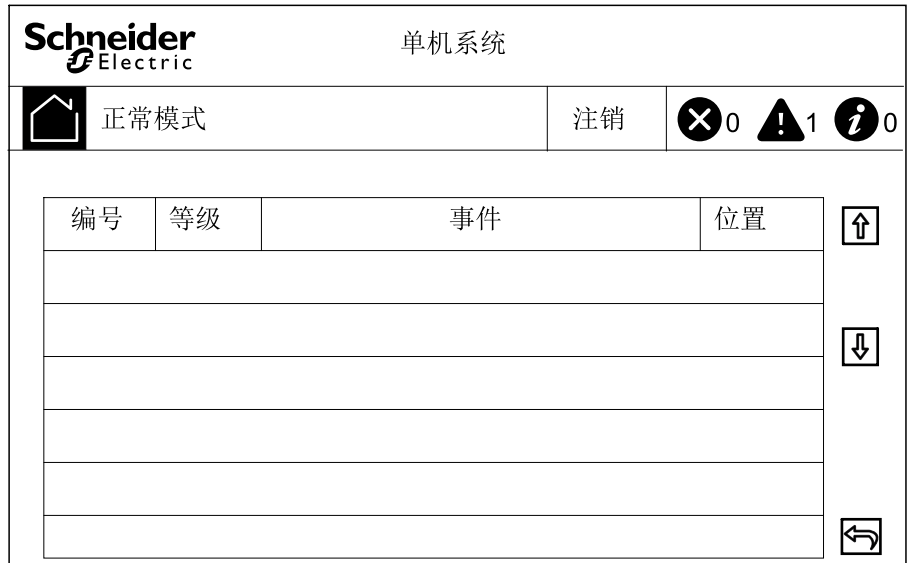 Schneider 单机系统
Electric
正常模式 注销 0 1 0
编号 等级 事件 位置